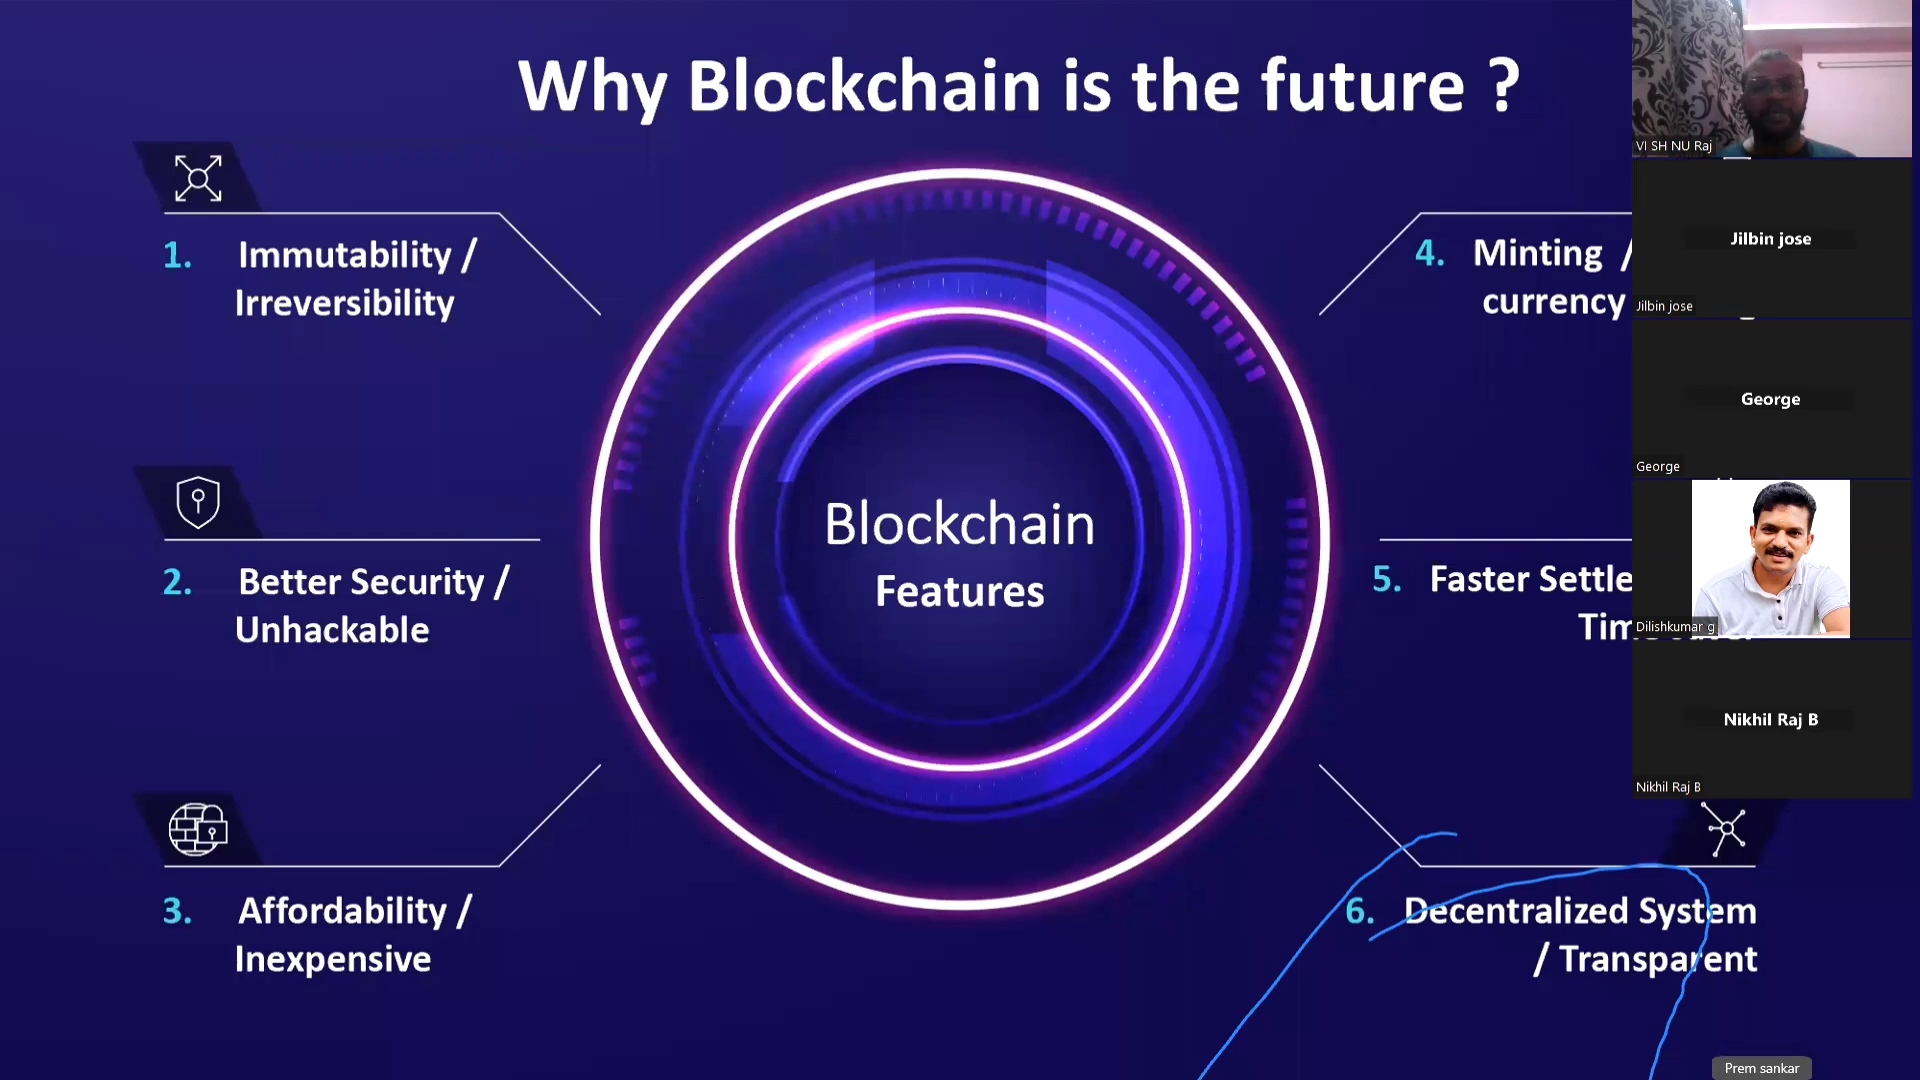 Why Blockchain is the future ?
1. Immutability /
Irreversibility
2. Better Security /
Unhackable
3. Affordability /
Inexpensive
Blockchain
Features
4. Minting /
currency
5. Faster
6. Decentralized System
/ Transparent
VI SH NU Raj
Jilbin jose
Jilbin jose
George
George
Dilishkumar g
Nikhil Raj B
Nikhil Raj B
Prem sankar